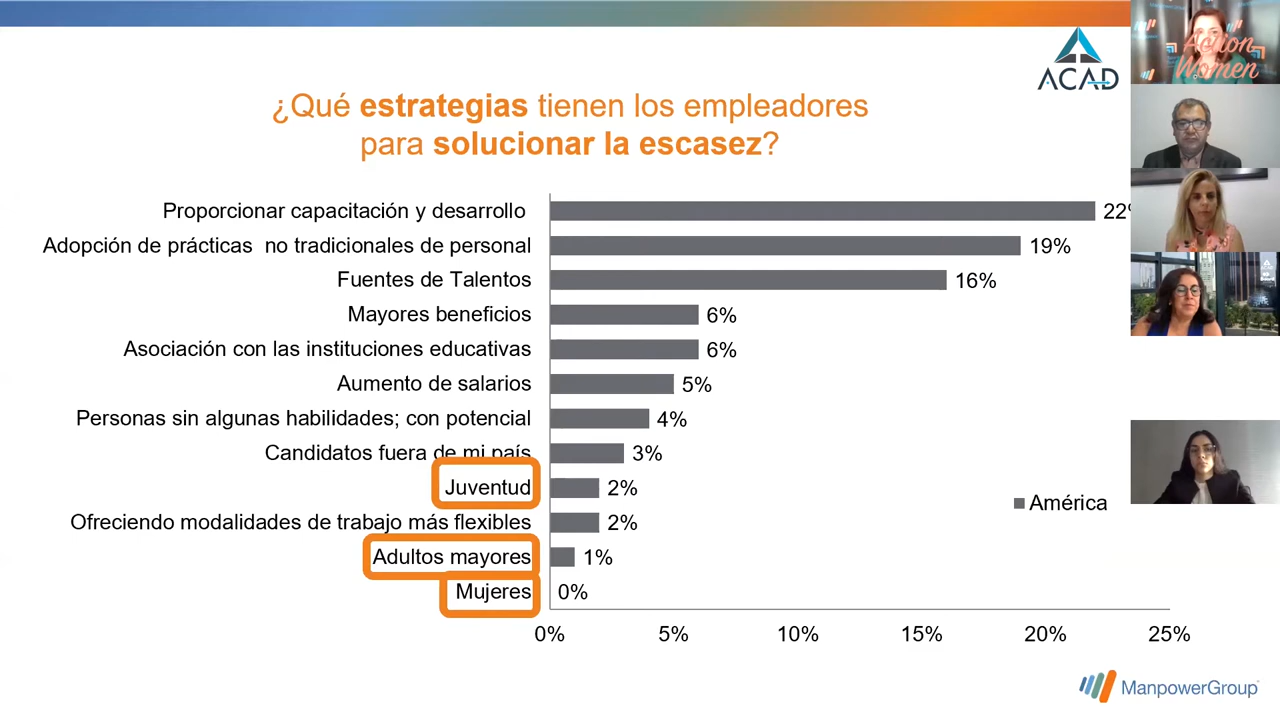 ACAD
Action
Women
¿Qué estrategias tienen los empleadores
para solucionar la escasez?
Proporcionar capacitación y desarrollo 22%
Adopción de prácticas no tradicionales de personal 19%
Fuentes de Talentos 16%
Mayores beneficios 6%
Asociación con las instituciones educativas 6%
Aumento de salarios 5%
Personas sin algunas habilidades; con potencial 4%
Candidatos fuera de mi país 3%
Juventud 2%
América
Ofreciendo modalidades de trabajo más flexibles 2%
Adultos mayores 1%
Mujeres 0%
0% 5% 10% 15% 20% 25%
ManpowerGroup